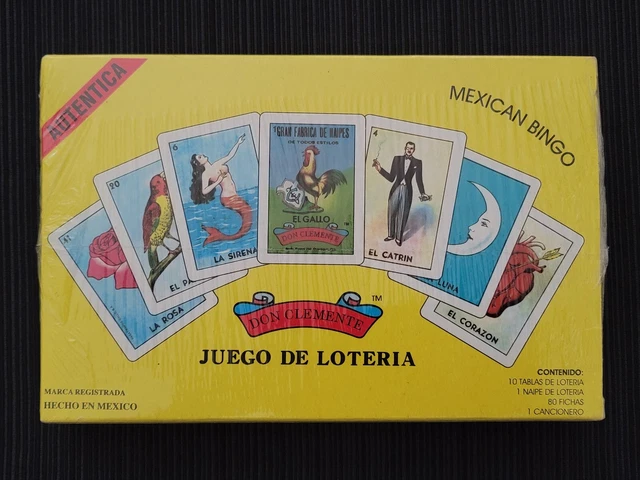 AUTENTICA
MEXICAN BINGO
41
LA ROSA
20
EL
6
LA SIRENA
GRAN FABRICA DE NAIPES
DE TODOS ESTILOS
EL GALLO
DON CLEMENTE
4
EL CATRIN
LUNA
EL CORAZON
DON CLEMENTE TM
JUEGO DE LOTERIA
MARCA REGISTRADA
HECHO EN MEXICO
CONTENIDO:
10 TABLAS DE LOTERIA
1 NAIPE DE LOTERIA
80 FICHAS
1 CANCIONERO